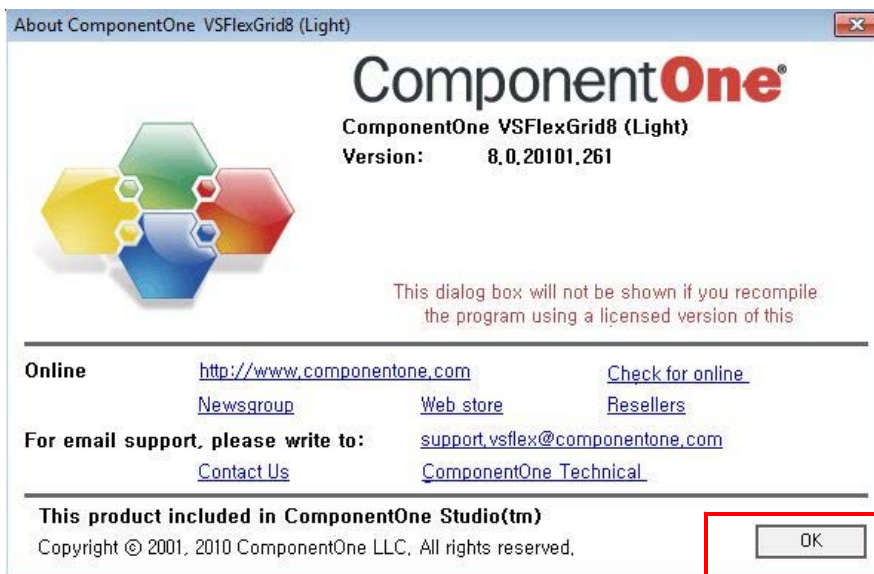 About ComponentOne VSFlexGrid8 (Light)
ComponentOne®
ComponentOne VSFlexGrid8 (Light)
Version: 8.0.20101.261
This dialog box will not be shown if you recompile
the program using a licensed version of this
Online http://www.componentone.com Check for online
Newsgroup Web store Resellers
For email support, please write to: support.vsflex@componentone.com
Contact Us ComponentOne Technical
This product included in ComponentOne Studio(tm)
Copyright © 2001, 2010 ComponentOne LLC. All rights reserved.
OK